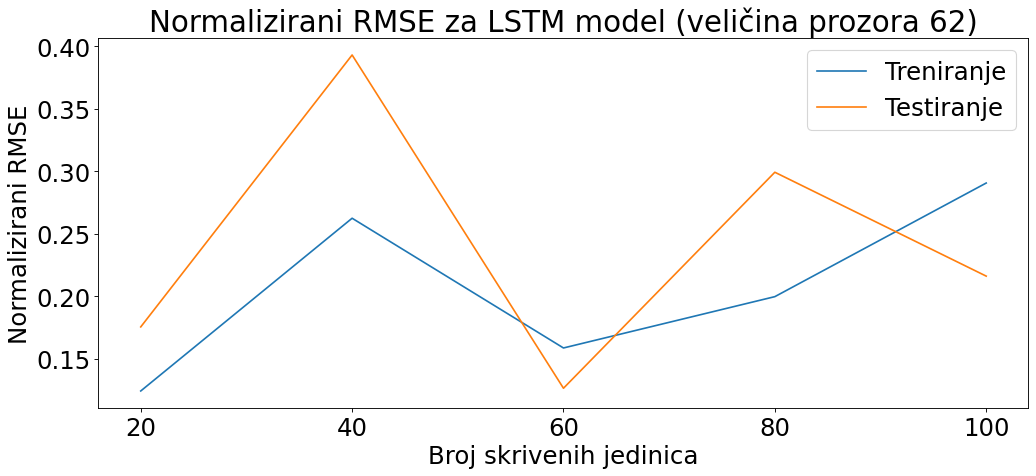 Normalizirani RMSE za LSTM model (veličina prozora 62)
Treniranje
Testiranje
Normalizirani RMSE
0.40
0.35
0.30
0.25
0.20
0.15
20 40 60 80 100
Broj skrivenih jedinica